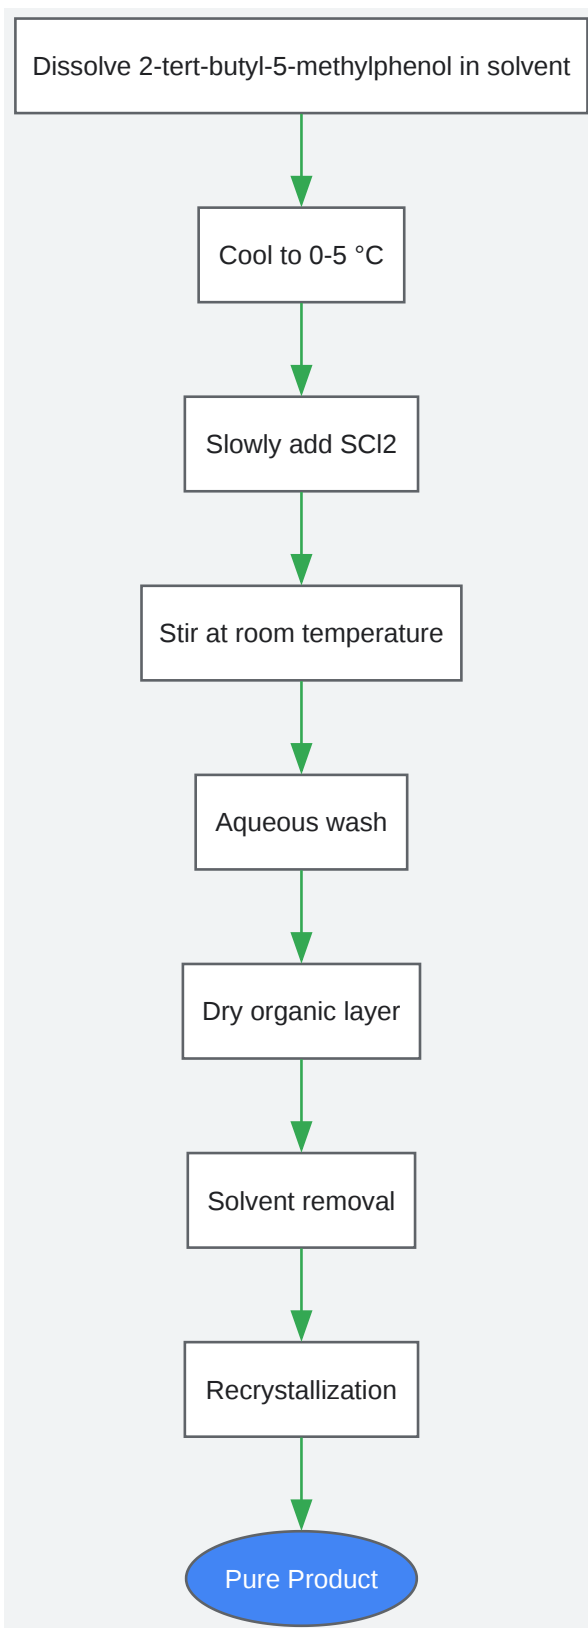 Dissolve 2-tert-butyl-5-methylphenol in solvent
Cool to 0-5 °C
Slowly add SCl2
Stir at room temperature
Aqueous wash
Dry organic layer
Solvent removal
Recrystallization
Pure Product